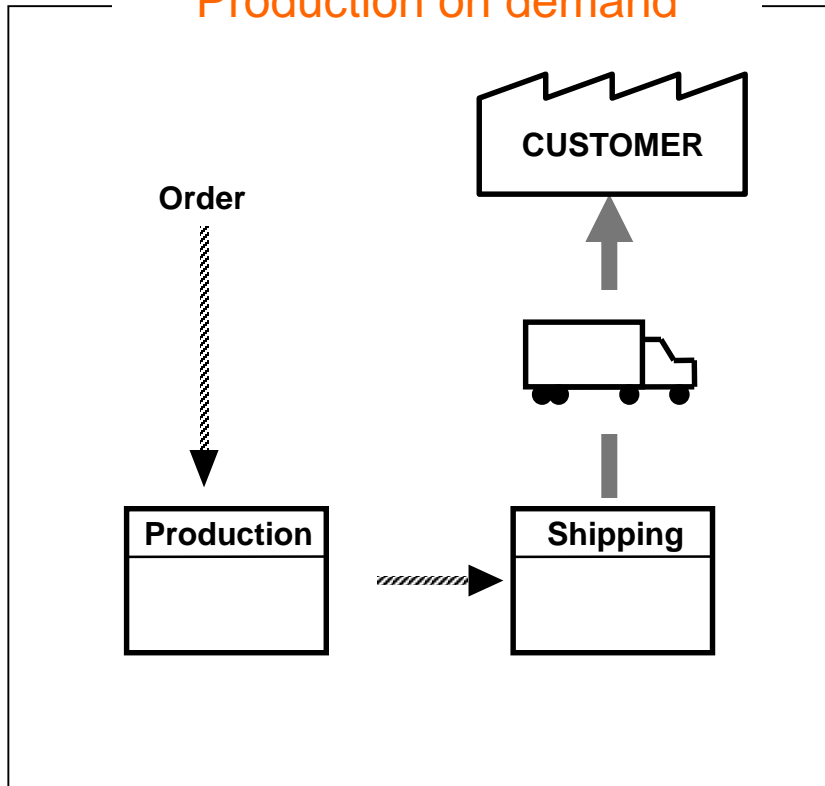 Production on demand
CUSTOMER
Order
Production
Shipping